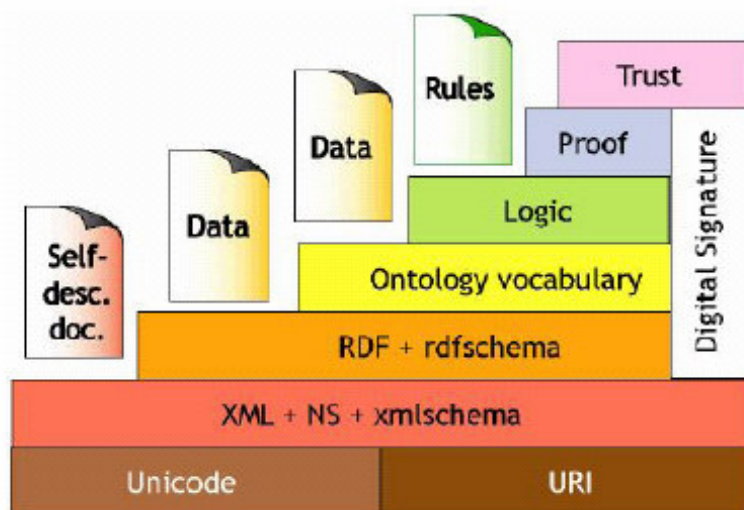 Rules
Trust
Data
Proof
Data
Logic
Self-
desc.
doc.
Ontology vocabulary
Digital Signature
RDF + rdfschema
XML + NS + xmlschema
Unicode
URI